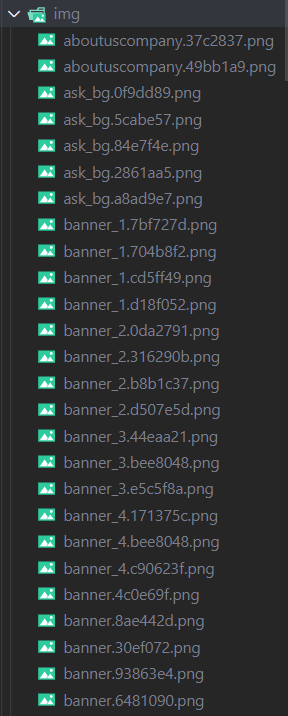 img
aboutuscompany.37c2837.png
aboutuscompany.49bb1a9.png
ask_bg.0f9dd89.png
ask_bg.5cabe57.png
ask_bg.84e7f4e.png
ask_bg.2861aa5.png
ask_bg.a8ad9e7.png
banner_1.7bf727d.png
banner_1.704b8f2.png
banner_1.cd5ff49.png
banner_1.d18f052.png
banner_2.0da2791.png
banner_2.316290b.png
banner_2.b8b1c37.png
banner_2.d507e5d.png
banner_3.44eaa21.png
banner_3.bee8048.png
banner_3.e5c5f8a.png
banner_4.171375c.png
banner_4.bee8048.png
banner_4.c90623f.png
banner.4c0e69f.png
banner.8ae442d.png
banner.30ef072.png
banner.93863e4.png
banner.6481090.png